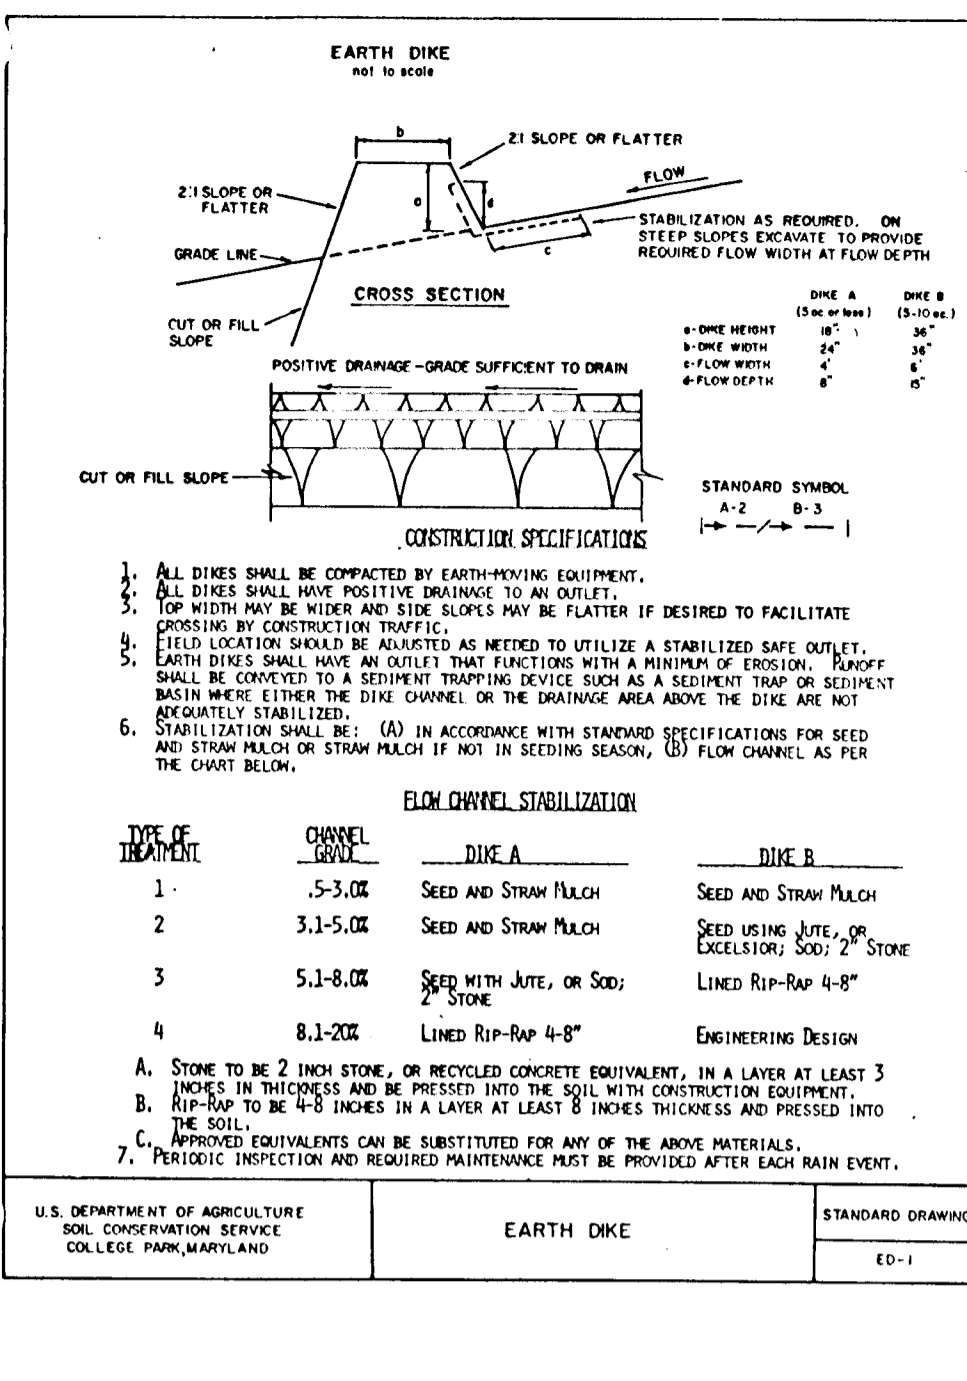 EARTH DIKE
not to scale
b
2:1 SLOPE OR FLATTER
FLOW
2:1 SLOPE OR
FLATTER
a
d
STABILIZATION AS REQUIRED. ON
STEEP SLOPES EXCAVATE TO PROVIDE
REQUIRED FLOW WIDTH AT FLOW DEPTH
GRADE LINE
c
CROSS SECTION
CUT OR FILL
SLOPE
DIKE A DIKE B
(5 ac. or less) (5-10 ac.)
a-DIKE HEIGHT 18" 36"
b-DIKE WIDTH 24" 36"
c-FLOW WIDTH 4' 6'
d-FLOW DEPTH 8" 15"
POSITIVE DRAINAGE-GRADE SUFFICIENT TO DRAIN
CUT OR FILL SLOPE
STANDARD SYMBOL
A-2 B-3
CONSTRUCTION SPECIFICATIONS
1. ALL DIKES SHALL BE COMPACTED BY EARTH-MOVING EQUIPMENT.
2. ALL DIKES SHALL HAVE POSITIVE DRAINAGE TO AN OUTLET.
3. TOP WIDTH MAY BE WIDER AND SIDE SLOPES MAY BE FLATTER IF DESIRED TO FACILITATE
CROSSING BY CONSTRUCTION TRAFFIC.
4. FIELD LOCATION SHOULD BE ADJUSTED AS NEEDED TO UTILIZE A STABILIZED SAFE OUTLET.
5. EARTH DIKES SHALL HAVE AN OUTLET THAT FUNCTIONS WITH A MINIMUM OF EROSION. RUNOFF
SHALL BE CONVEYED TO A SEDIMENT TRAPPING DEVICE SUCH AS A SEDIMENT TRAP OR SEDIMENT
BASIN WHERE EITHER THE DIKE CHANNEL OR THE DRAINAGE AREA ABOVE THE DIKE ARE NOT
ADEQUATELY STABILIZED.
6. STABILIZATION SHALL BE: (A) IN ACCORDANCE WITH STANDARD SPECIFICATIONS FOR SEED
AND STRAW MULCH OR STRAW MULCH IF NOT IN SEEDING SEASON, (B) FLOW CHANNEL AS PER
THE CHART BELOW.
FLOW CHANNEL STABILIZATION
TYPE OF TREATMENT CHANNEL GRADE DIKE A DIKE B
1 .5-3.0% SEED AND STRAW MULCH SEED AND STRAW MULCH
2 3.1-5.0% SEED AND STRAW MULCH SEED USING JUTE, OR
EXCELSIOR; SOD; 2" STONE
3 5.1-8.0% SEED WITH JUTE, OR SOD; LINED RIP-RAP 4-8"
2" STONE
4 8.1-20% LINED RIP-RAP 4-8" ENGINEERING DESIGN
A. STONE TO BE 2 INCH STONE, OR RECYCLED CONCRETE EQUIVALENT, IN A LAYER AT LEAST 3
INCHES IN THICKNESS AND BE PRESSED INTO THE SOIL WITH CONSTRUCTION EQUIPMENT.
B. RIP-RAP TO BE 4-8 INCHES IN A LAYER AT LEAST 8 INCHES THICKNESS AND PRESSED INTO
THE SOIL.
C. APPROVED EQUIVALENTS CAN BE SUBSTITUTED FOR ANY OF THE ABOVE MATERIALS.
7. PERIODIC INSPECTION AND REQUIRED MAINTENANCE MUST BE PROVIDED AFTER EACH RAIN EVENT.
U.S. DEPARTMENT OF AGRICULTURE
SOIL CONSERVATION SERVICE
COLLEGE PARK, MARYLAND
EARTH DIKE
STANDARD DRAWING
ED-1